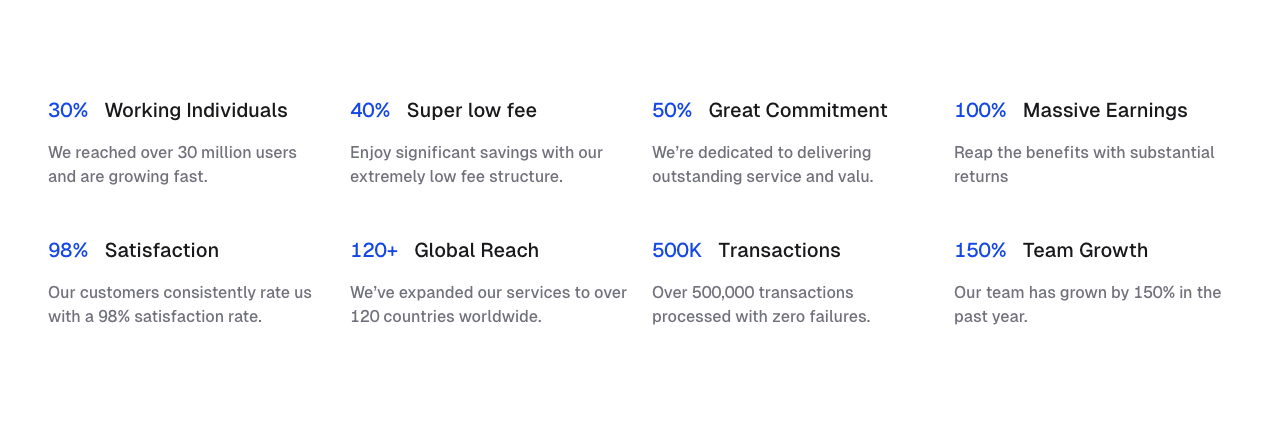 30% Working Individuals
We reached over 30 million users
and are growing fast.
40% Super low fee
Enjoy significant savings with our
extremely low fee structure.
50% Great Commitment
We’re dedicated to delivering
outstanding service and valu.
100% Massive Earnings
Reap the benefits with substantial
returns
98% Satisfaction
Our customers consistently rate us
with a 98% satisfaction rate.
120+ Global Reach
We’ve expanded our services to over
120 countries worldwide.
500K Transactions
Over 500,000 transactions
processed with zero failures.
150% Team Growth
Our team has grown by 150% in the
past year.